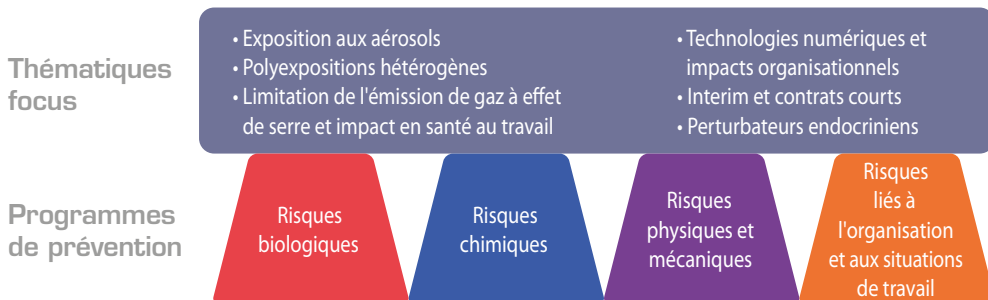 Thématiques
focus
• Exposition aux aérosols
• Polyexpositions hétérogènes
• Limitation de l'émission de gaz à effet
de serre et impact en santé au travail
• Technologies numériques et
impacts organisationnels
• Interim et contrats courts
• Perturbateurs endocriniens
Programmes
de prévention
Risques
biologiques
Risques
chimiques
Risques
physiques et
mécaniques
Risques
liés à
l'organisation
et aux situations
de travail